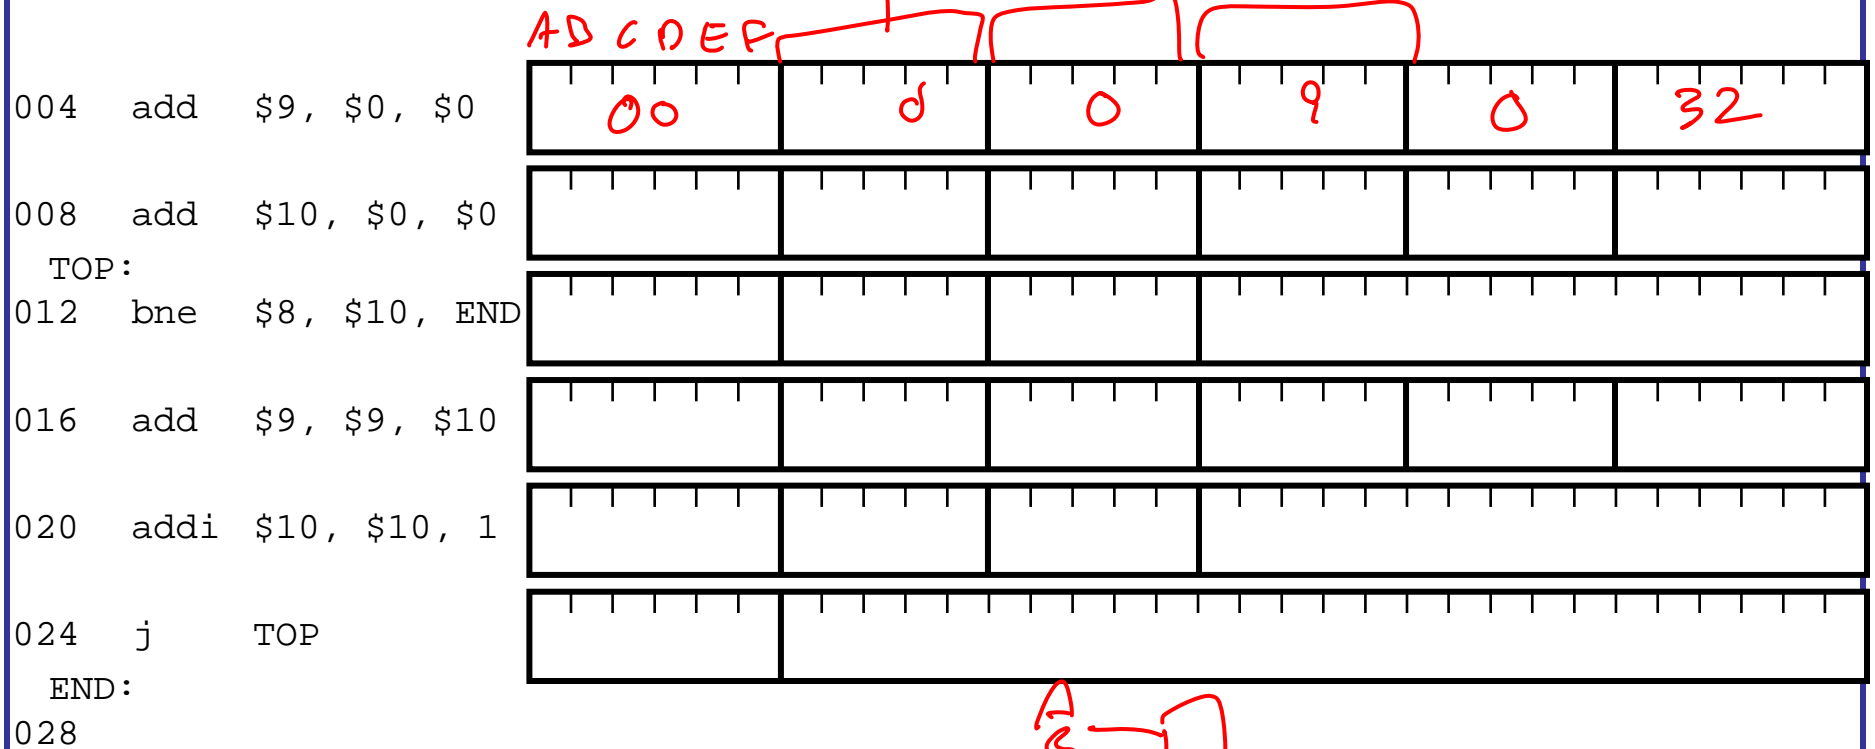 A B C D E F
004 add $9, $0, $0 00 0 0 9 0 32
008 add $10, $0, $0
TOP:
012 bne $8, $10, END
016 add $9, $9, $10
020 addi $10, $10, 1
024 j TOP
END:
A
028